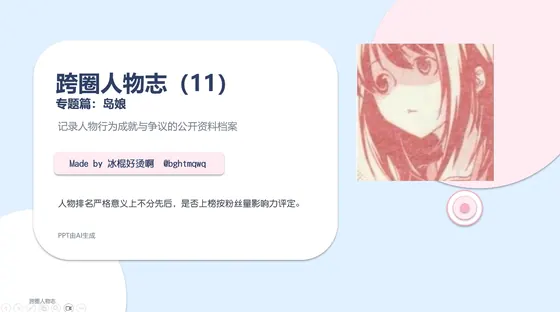 跨圈人物志（11）
专题篇：岛娘
记录人物行为成就与争议的公开资料档案
Made by 冰棍好烫啊 @bghtmqwq
人物排名严格意义上不分先后，是否上榜按粉丝量影响力评定。
PPT由AI生成
跨圈人物志